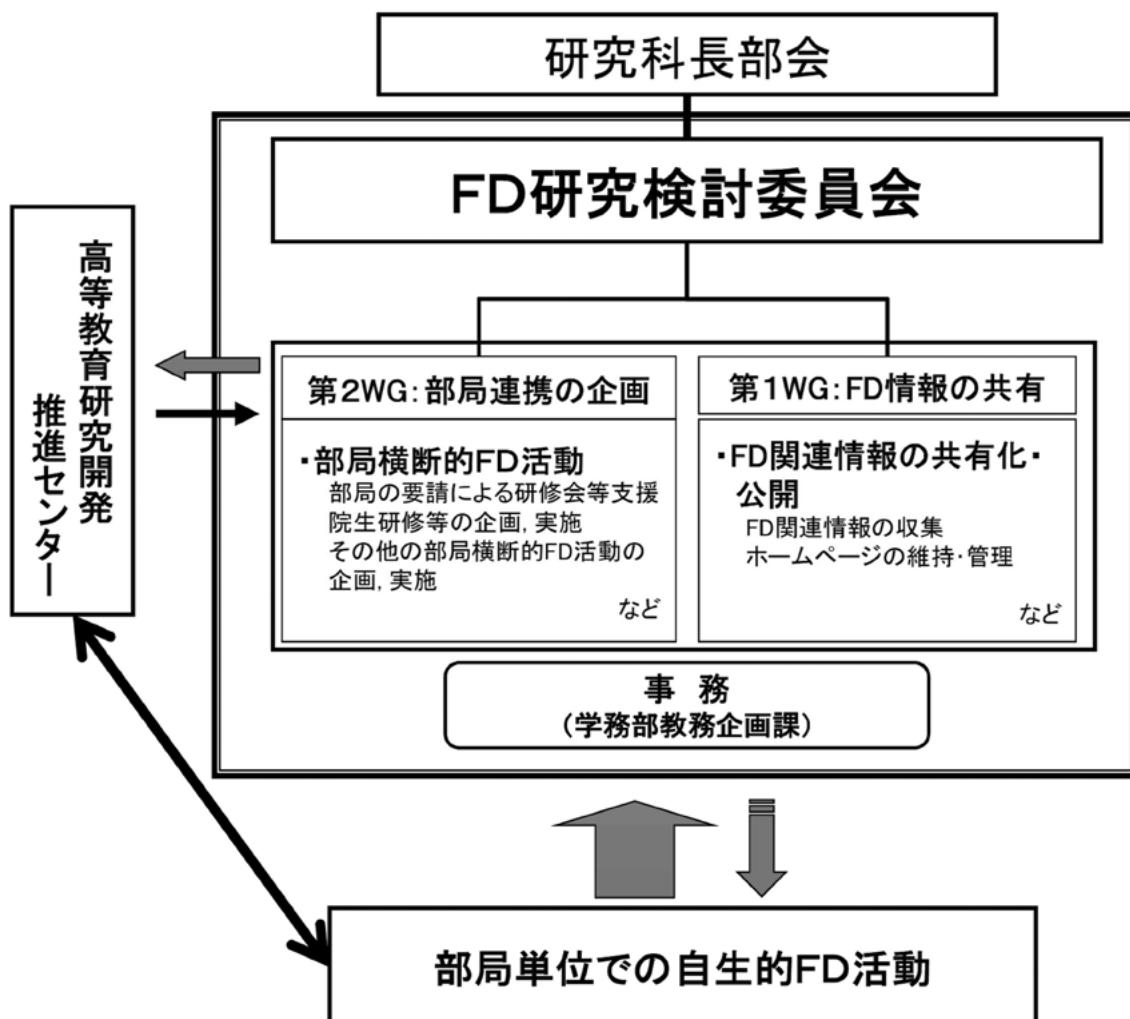 研究科長部会
FD研究検討委員会
高等教育研究開発
推進センター
第2WG:部局連携の企画
・部局横断的FD活動
部局の要請による研修会等支援
院生研修等の企画, 実施
その他の部局横断的FD活動の
企画, 実施
など
第1WG:FD情報の共有
・FD関連情報の共有化・
公開
FD関連情報の収集
ホームページの維持・管理
など
事 務
(学務部教務企画課)
部局単位での自生的FD活動